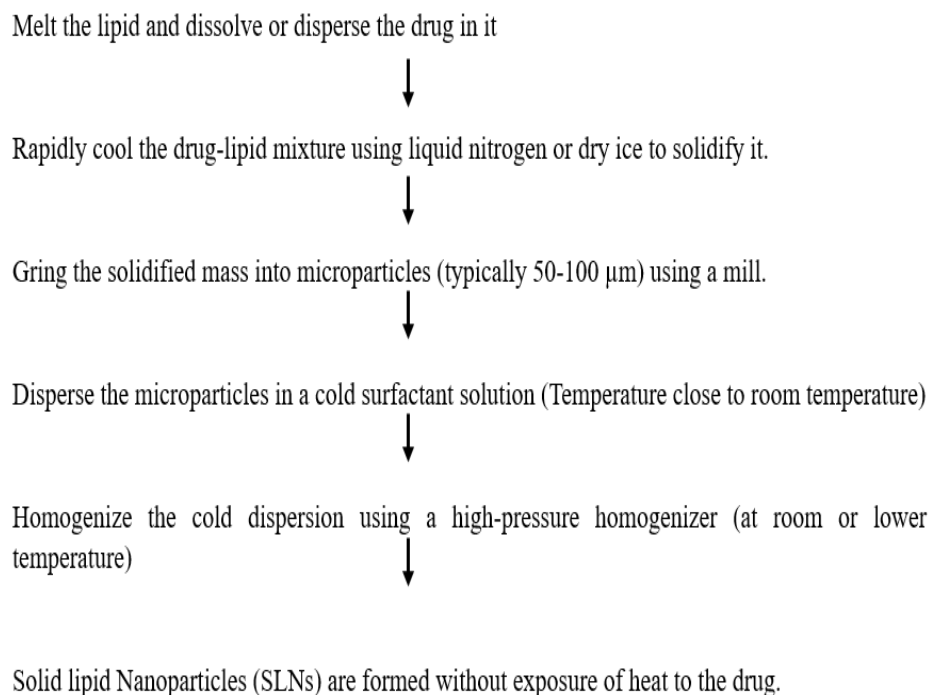 Melt the lipid and dissolve or disperse the drug in it
Rapidly cool the drug-lipid mixture using liquid nitrogen or dry ice to solidify it.
Gring the solidified mass into microparticles (typically 50-100 μm) using a mill.
Disperse the microparticles in a cold surfactant solution (Temperature close to room temperature)
Homogenize the cold dispersion using a high-pressure homogenizer (at room or lower
temperature)
Solid lipid Nanoparticles (SLNs) are formed without exposure of heat to the drug.